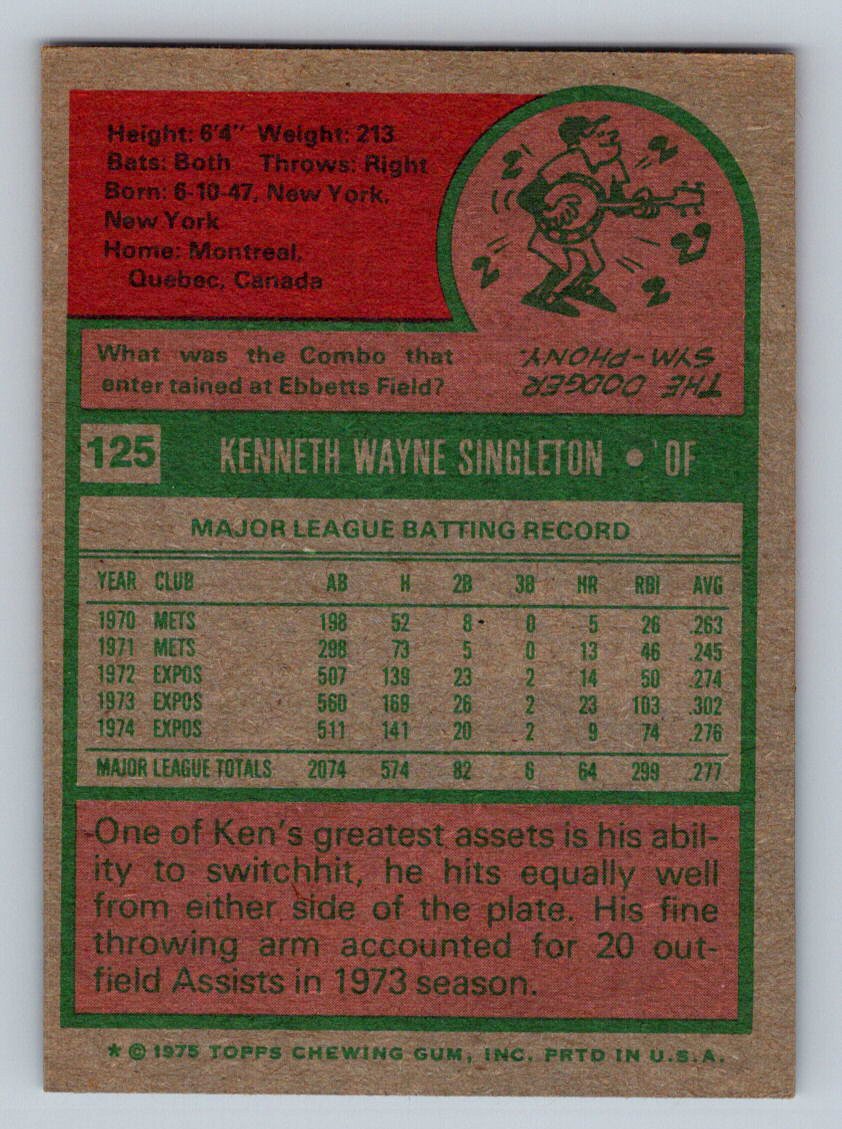 Height: 6'4" Weight: 213
Bats: Both Throws: Right
Born: 6-10-47, New York,
New York
Home: Montreal,
Quebec, Canada
What was the Combo that
entertained at Ebbetts Field?
THE DODGER
SYM-PHONY.
125 KENNETH WAYNE SINGLETON • OF
MAJOR LEAGUE BATTING RECORD
YEAR CLUB AB H 2B 3B HR RBI AVG
1970 METS 198 52 8 0 5 26 .263
1971 METS 298 73 5 0 13 46 .245
1972 EXPOS 507 139 23 2 14 50 .274
1973 EXPOS 560 169 26 2 23 103 .302
1974 EXPOS 511 141 20 2 9 74 .276
MAJOR LEAGUE TOTALS 2074 574 82 6 64 299 .277
One of Ken's greatest assets is his abil-
ity to switchhit, he hits equally well
from either side of the plate. His fine
throwing arm accounted for 20 out-
field Assists in 1973 season.
* © 1975 TOPPS CHEWING GUM, INC. PRTD IN U.S.A.